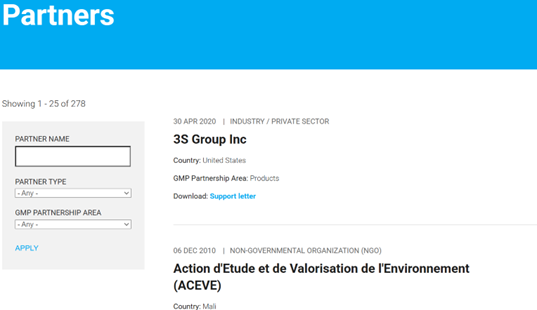 Partners
Showing 1 - 25 of 278
PARTNER NAME
PARTNER TYPE
- Any -
GMP PARTNERSHIP AREA
- Any -
APPLY
30 APR 2020 | INDUSTRY / PRIVATE SECTOR
3S Group Inc
Country: United States
GMP Partnership Area: Products
Download: Support letter
06 DEC 2010 | NON-GOVERNMENTAL ORGANIZATION (NGO)
Action d'Etude et de Valorisation de l'Environnement
(ACEVE)
Country: Mali